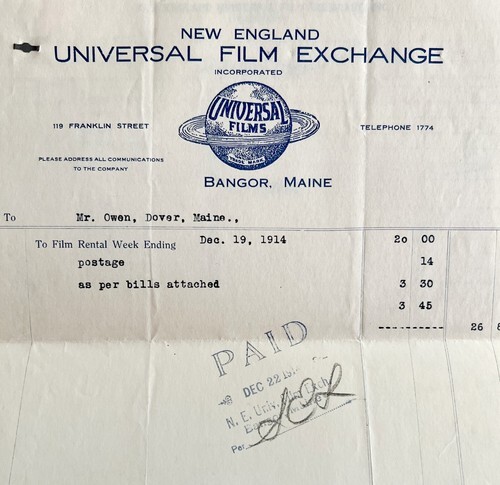 NEW ENGLAND
UNIVERSAL FILM EXCHANGE
INCORPORATED
UNIVERSAL
FILMS
TRADE MARK
119 FRANKLIN STREET
TELEPHONE 1774
PLEASE ADDRESS ALL COMMUNICATIONS
TO THE COMPANY
BANGOR, MAINE
To Mr. Owen, Dover, Maine.,
To Film Rental Week Ending Dec. 19, 1914 20 00
postage 14
as per bills attached 3 30
3 45
---------- 26
PAID
DEC 22
N. E. Univ.
Per